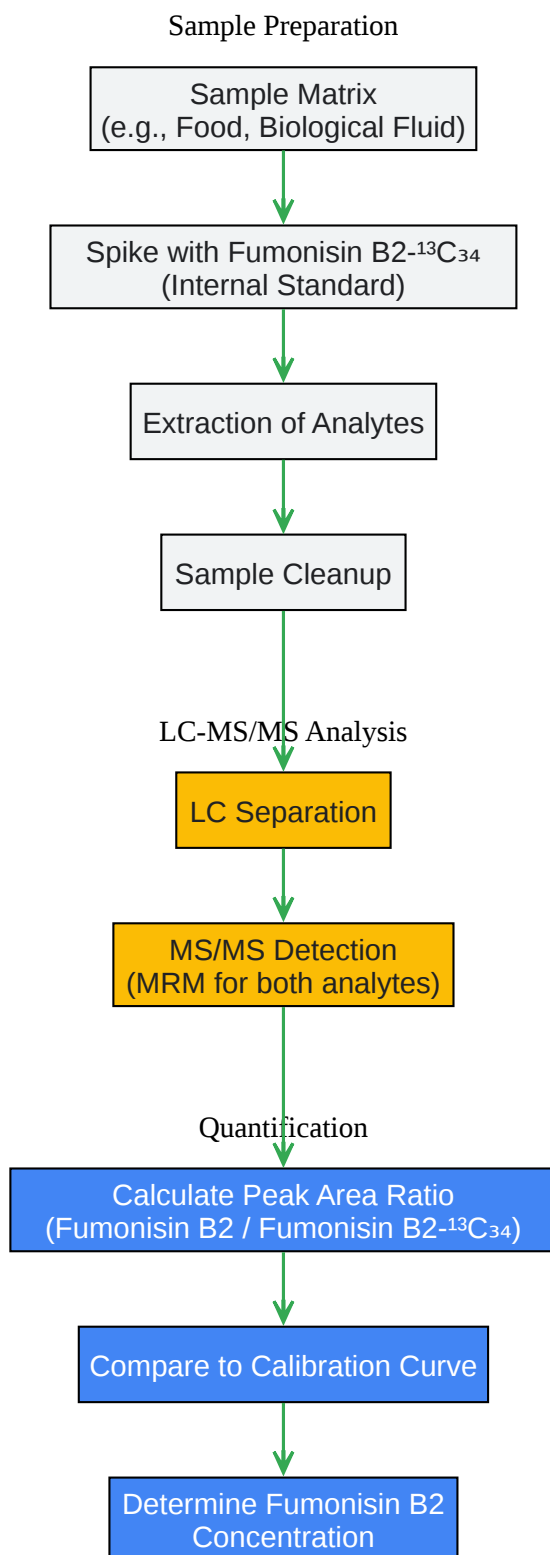 Sample Preparation
Sample Matrix
(e.g., Food, Biological Fluid)
Spike with Fumonisin B2-¹³C₃₄
(Internal Standard)
Extraction of Analytes
Sample Cleanup
LC-MS/MS Analysis
LC Separation
MS/MS Detection
(MRM for both analytes)
Quantification
Calculate Peak Area Ratio
(Fumonisin B2 / Fumonisin B2-¹³C₃₄)
Compare to Calibration Curve
Determine Fumonisin B2
Concentration